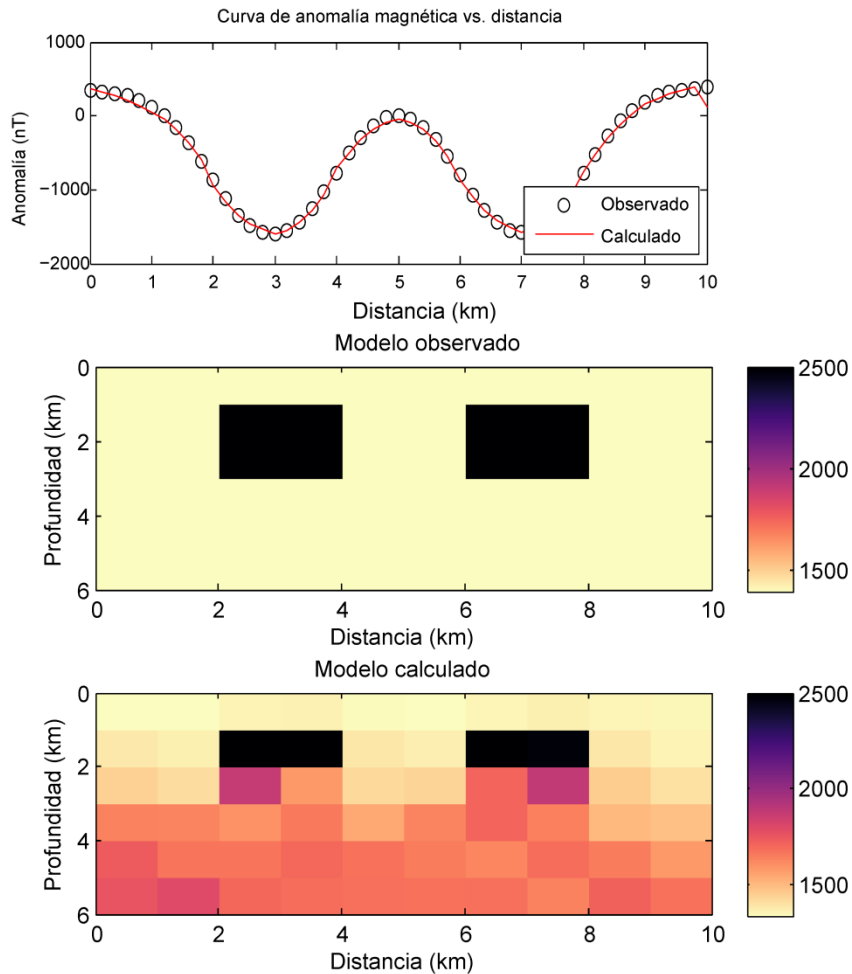 Curva de anomalía magnética vs. distancia
1000
0
−1000
−2000
Anomalía (nT)
Observado
Calculado
0 1 2 3 4 5 6 7 8 9 10
Distancia (km)
Modelo observado
0
2
4
6
Profundidad (km)
0 2 4 6 8 10
Distancia (km)
2500
2000
1500
Modelo calculado
0
2
4
6
Profundidad (km)
0 2 4 6 8 10
Distancia (km)
2500
2000
1500